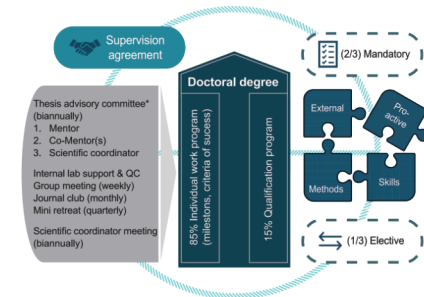 Supervision
agreement
Thesis advisory committee*
(biannually)
1. Mentor
2. Co-Mentor(s)
3. Scientific coordinator
Internal lab support & QC
Group meeting (weekly)
Journal club (monthly)
Mini retreat (quarterly)
Scientific coordinator meeting
(biannually)
Doctoral degree
85% Individual work program
(milestons, criteria of sucess)
15% Qualification program
(2/3) Mandatory
External
Pro-
active
Methods
Skills
(1/3) Elective